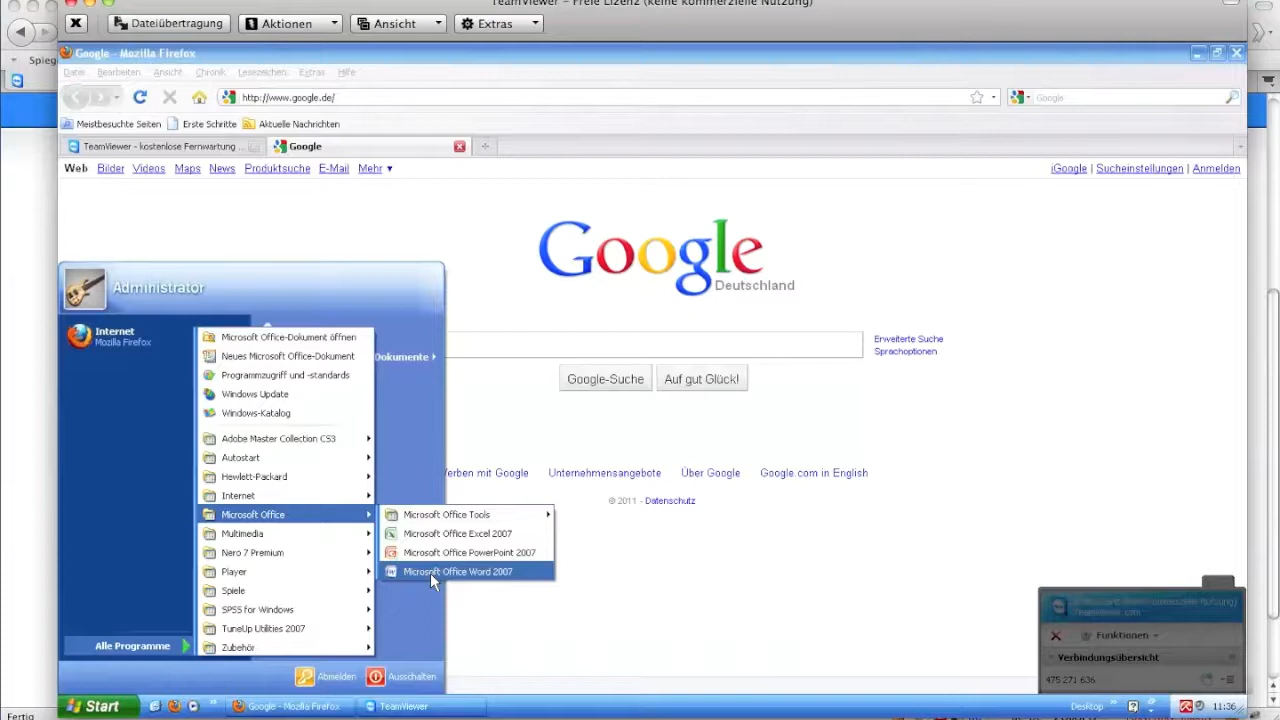 TeamViewer - Freie Lizenz (keine kommerzielle Nutzung)
Dateiübertragung Aktionen Ansicht Extras
Spieg
Google - Mozilla Firefox
Datei Bearbeiten Ansicht Chronik Lesezeichen Extras Hilfe
http://www.google.de/ Google
Meistbesuchte Seiten Erste Schritte Aktuelle Nachrichten
TeamViewer - kostenlose Fernwartung ... Google
Web Bilder Videos Maps News Produktsuche E-Mail Mehr ▼ iGoogle | Sucheinstellungen | Anmelden
Google
Deutschland
Erweiterte Suche
Sprachoptionen
Google-Suche Auf gut Glück!
Werben mit Google Unternehmensangebote Über Google Google.com in English
© 2011 - Datenschutz
Administrator
Internet
Mozilla Firefox
Dokumente
Microsoft Office-Dokument öffnen
Neues Microsoft Office-Dokument
Programmzugriff und -standards
Windows Update
Windows-Katalog
Adobe Master Collection CS3
Autostart
Hewlett-Packard
Internet
Microsoft Office
Multimedia
Nero 7 Premium
Player
Spiele
SPSS for Windows
TuneUp Utilities 2007
Zubehör
Microsoft Office Tools
Microsoft Office Excel 2007
Microsoft Office PowerPoint 2007
Microsoft Office Word 2007
Alle Programme
Abmelden Ausschalten
Funktionen
Verbindungsübersicht
475 271 636
Start Google - Mozilla Firefox TeamViewer Desktop » 11:36
Fertig